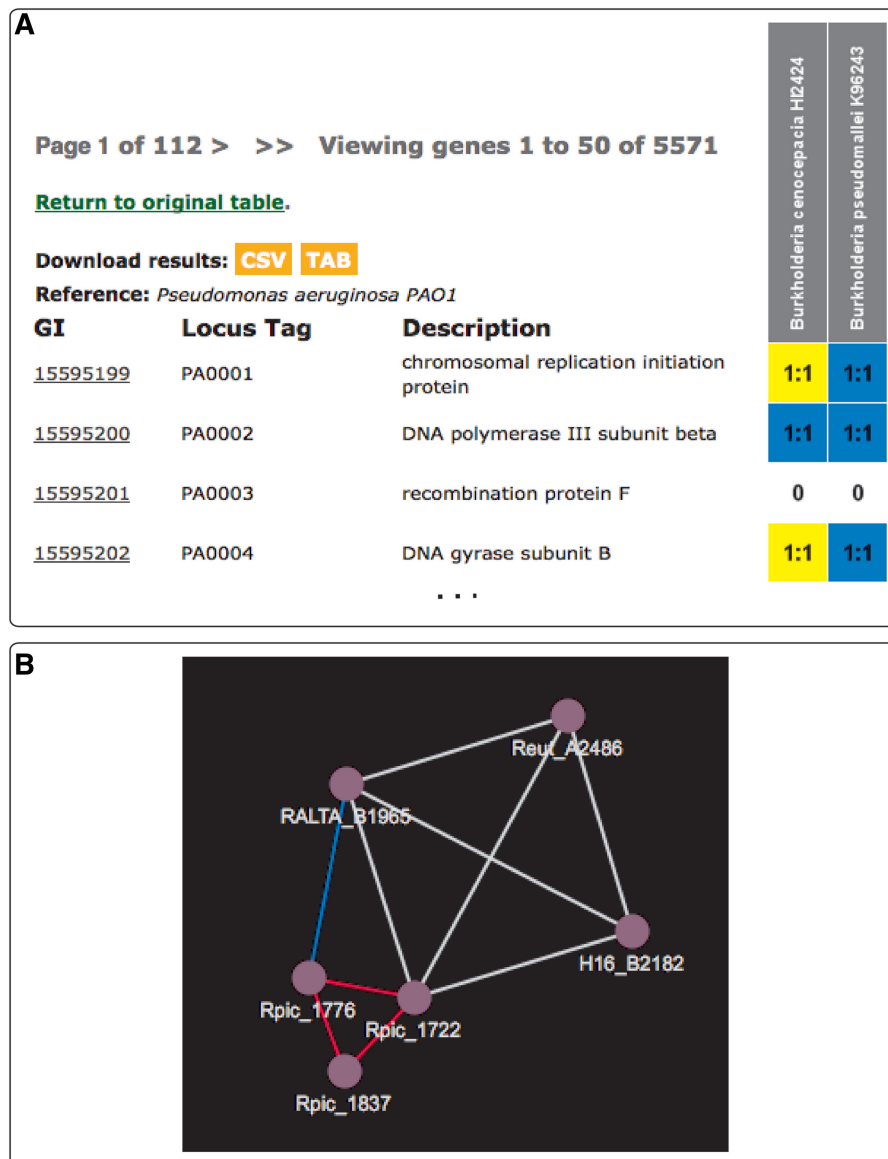 A
Burkholderia cenocepacia HI2424
Burkholderia pseudomallei K96243
Page 1 of 112 > >> Viewing genes 1 to 50 of 5571
Return to original table.
Download results: CSV TAB
Reference: Pseudomonas aeruginosa PAO1
GI Locus Tag Description
15595199 PA0001 chromosomal replication initiation protein 1:1 1:1
15595200 PA0002 DNA polymerase III subunit beta 1:1 1:1
15595201 PA0003 recombination protein F 0 0
15595202 PA0004 DNA gyrase subunit B 1:1 1:1
. . .
B
Reut_A2486
RALTA_B1965
H16_B2182
Rpic_1776
Rpic_1722
Rpic_1837